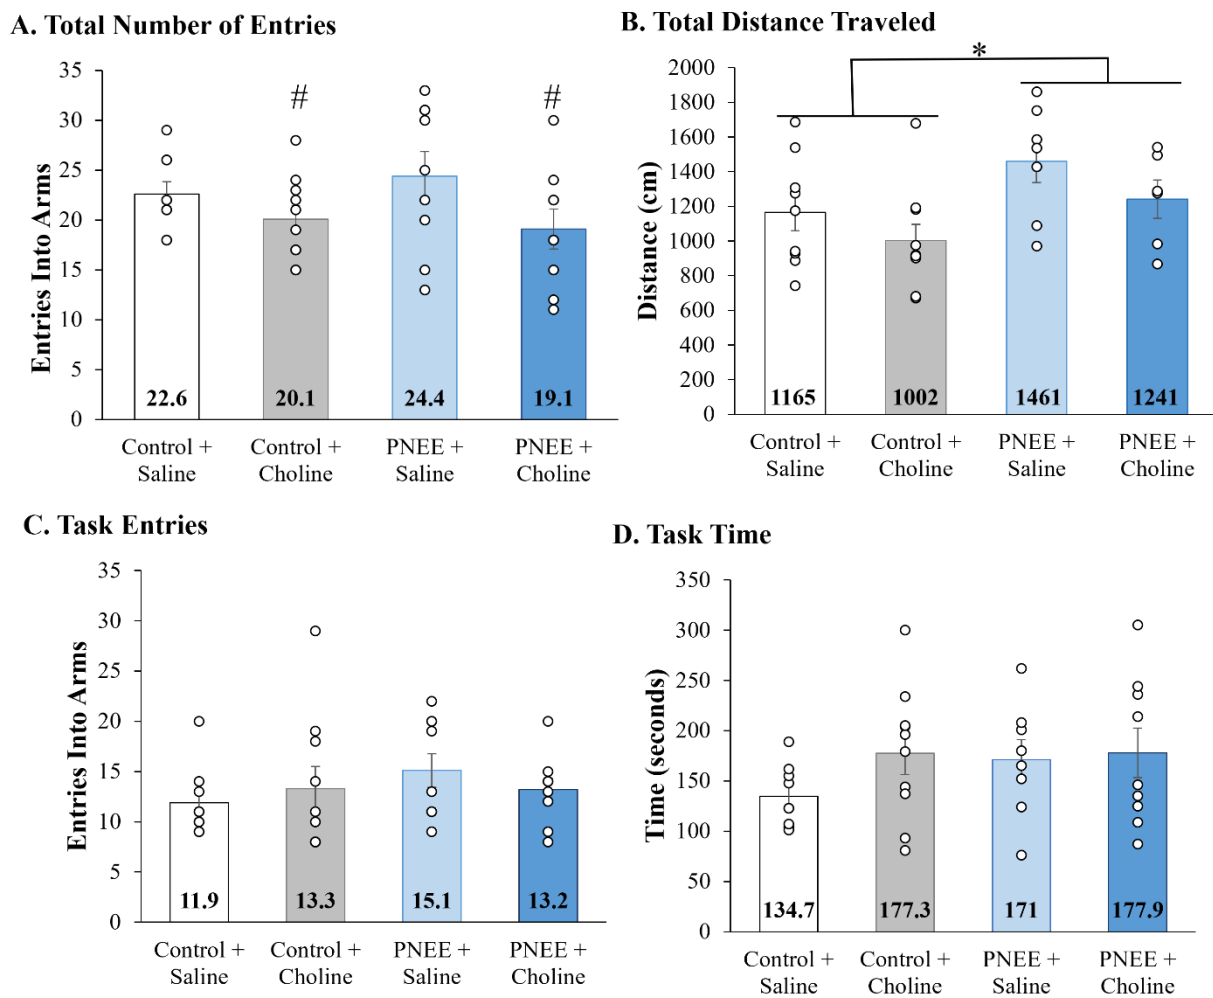 A. Total Number of Entries
Entries Into Arms
35
30
25
20
15
10
5
0
# #
22.6 20.1 24.4 19.1
Control + Control + PNEE + PNEE +
Saline Choline Saline Choline
B. Total Distance Traveled
Distance (cm)
2000
1800
1600
1400
1200
1000
800
600
400
200
0
*
1165 1002 1461 1241
Control + Control + PNEE + PNEE +
Saline Choline Saline Choline
C. Task Entries
Entries Into Arms
35
30
25
20
15
10
5
0
11.9 13.3 15.1 13.2
Control + Control + PNEE + PNEE +
Saline Choline Saline Choline
D. Task Time
Time (seconds)
350
300
250
200
150
100
50
0
134.7 177.3 171 177.9
Control + Control + PNEE + PNEE +
Saline Choline Saline Choline